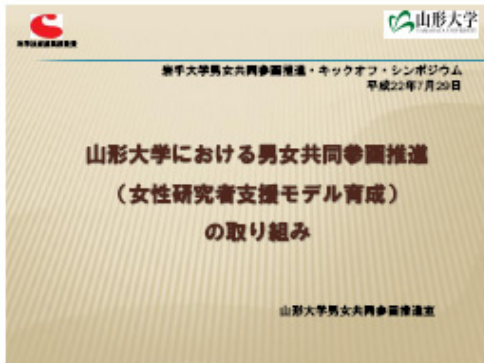 山形大学
岩手大学男女共同参画推進・キックオフ・シンポジウム
平成22年7月29日
山形大学における男女共同参画推進
（女性研究者支援モデル育成）
の取り組み
山形大学男女共同参画推進室